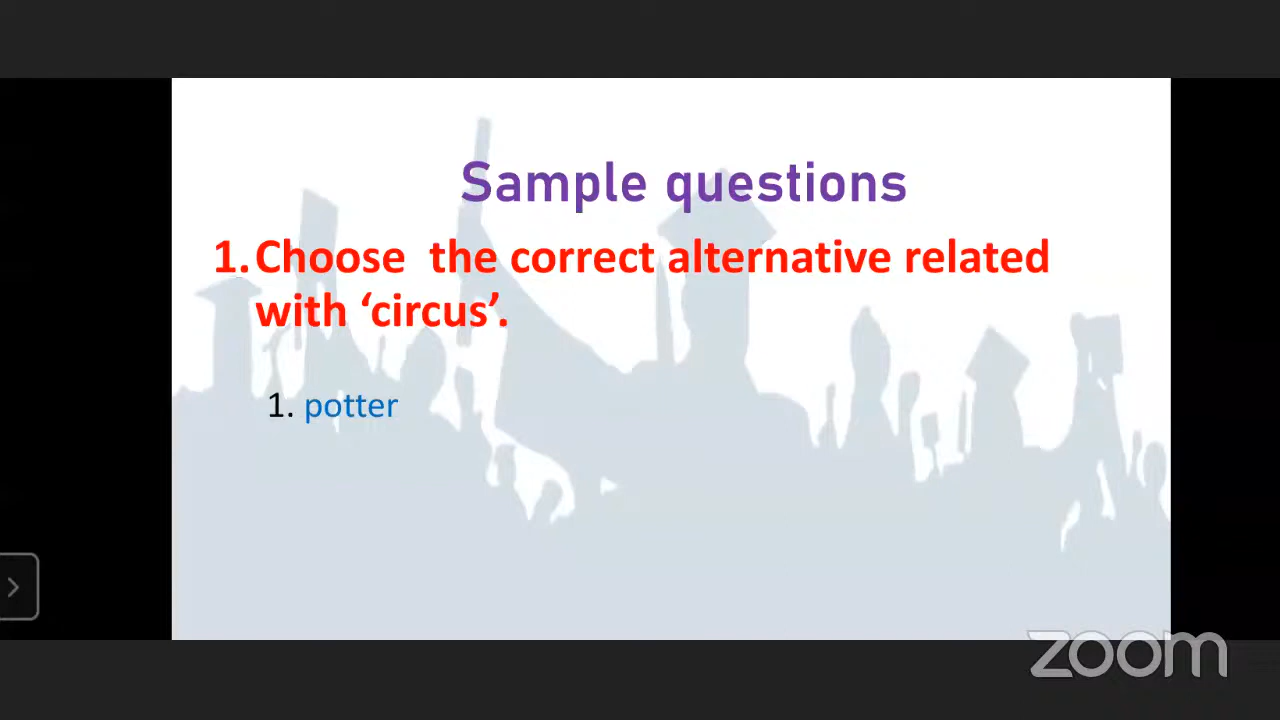 Sample questions
1. Choose the correct alternative related
with ‘circus’.
1. potter
zoom